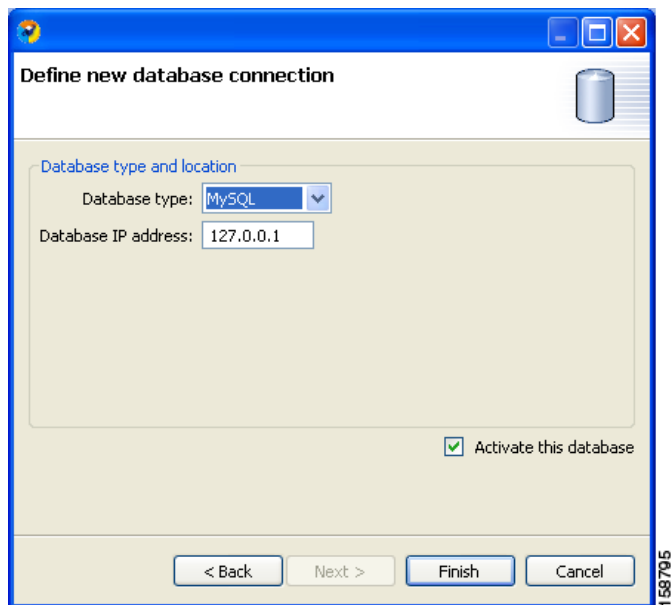 Define new database connection
Database type and location
Database type: MySQL
Database IP address: 127.0.0.1
Activate this database
< Back Next > Finish Cancel
158795